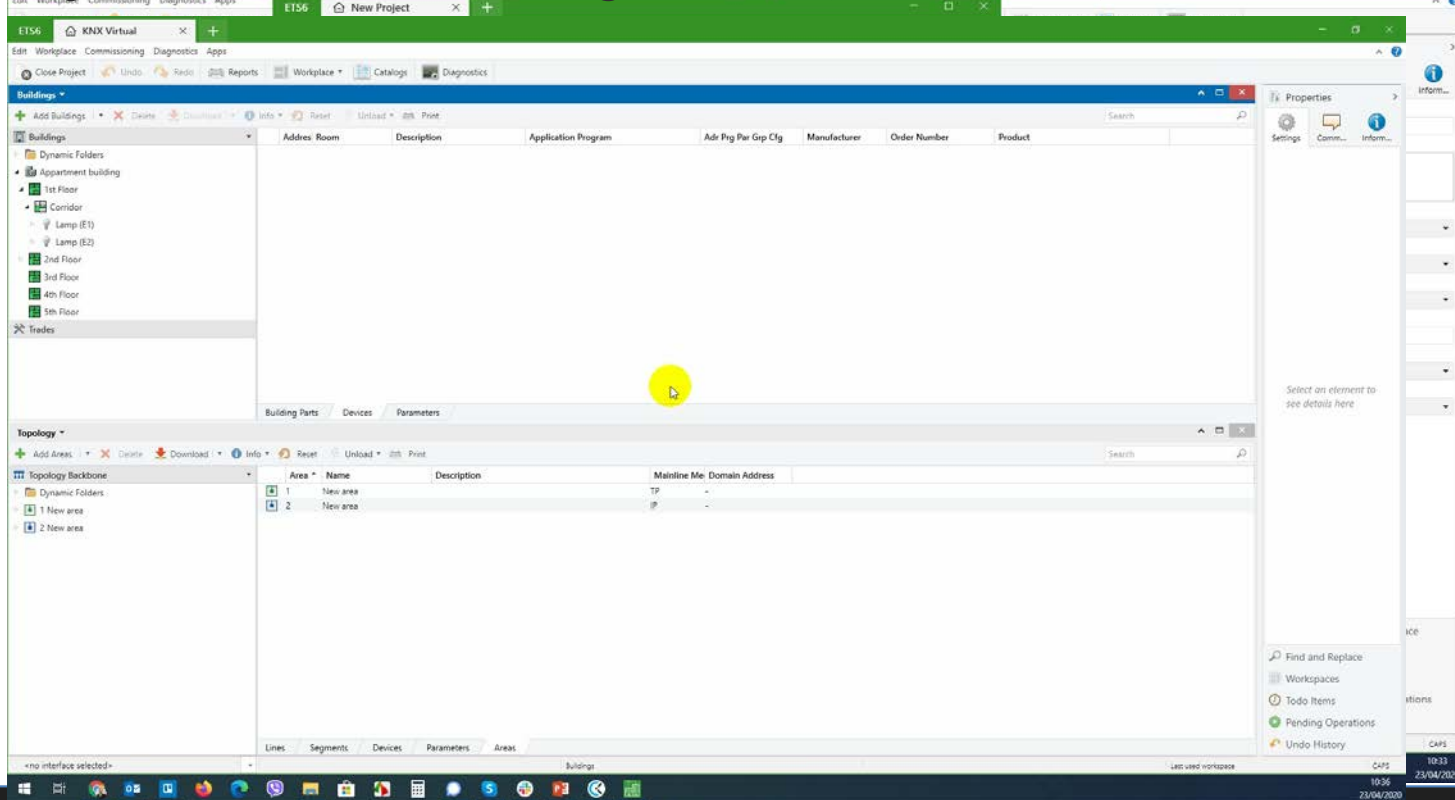 Edit Workplace Commissioning Diagnostics Apps
ETS6 New Project × +
ETS6 KNX Virtual × +
Edit Workplace Commissioning Diagnostics Apps
Close Project Undo Redo Reports Workplace Catalogs Diagnostics
Inform...
Buildings
Properties
Add Buildings Delete Download Info Reset Unload Print Search
Settings Comm... Inform...
Buildings
Addres Room Description Application Program Adr Prg Par Grp Cfg Manufacturer Order Number Product
Dynamic Folders
Appartment building
1st Floor
Corridor
Lamp (E1)
Lamp (E2)
2nd Floor
3rd Floor
4th Floor
5th Floor
Trades
Select an element to
see details here
Building Parts Devices Parameters
Topology
Add Areas Delete Download Info Reset Unload Print Search
Topology Backbone
Area Name Description Mainline Me Domain Address
Dynamic Folders
1 New area TP -
1 New area
2 New area IP -
2 New area
Find and Replace
Workspaces
Todo Items
Pending Operations
Undo History
Lines Segments Devices Parameters Areas
<no interface selected> Buildings Last used workspace CAPS
CAPS
10:33
23/04/202
10:36
23/04/2020